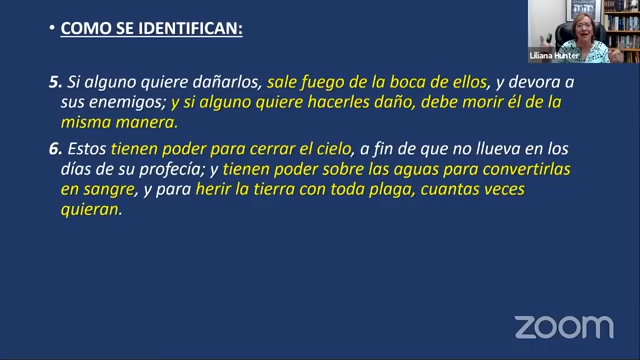 • COMO SE IDENTIFICAN:
Liliana Hunter
5. Si alguno quiere dañarlos, sale fuego de la boca de ellos, y devora a
sus enemigos; y si alguno quiere hacerles daño, debe morir él de la
misma manera.
6. Estos tienen poder para cerrar el cielo, a fin de que no llueva en los
días de su profecía; y tienen poder sobre las aguas para convertirlas
en sangre, y para herir la tierra con toda plaga, cuantas veces
quieran.
zoom